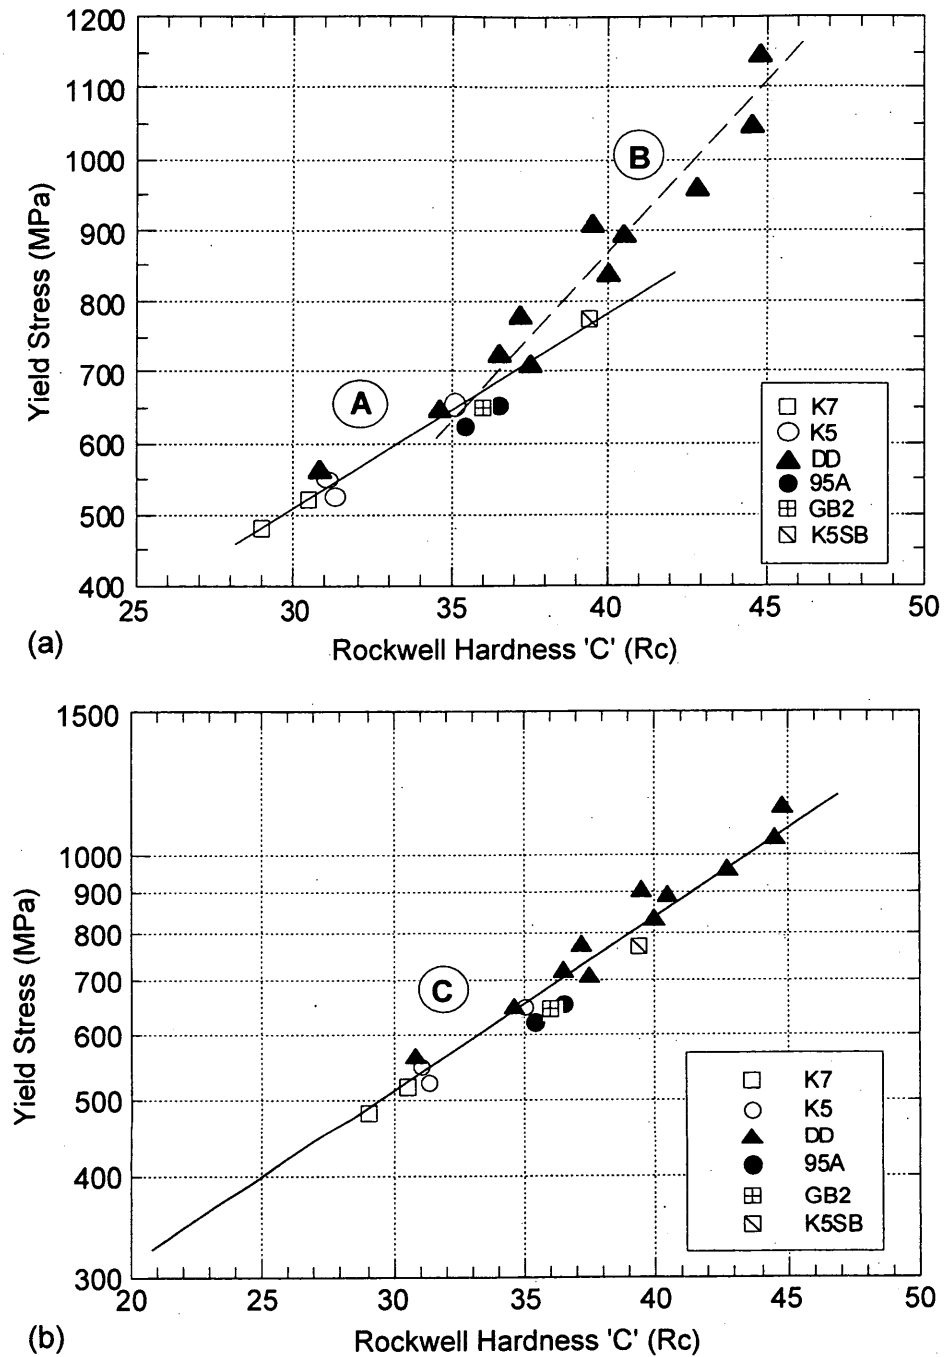 1200
1100
1000
900
800
700
600
500
400
Yield Stress (MPa)
B
A
K7
K5
DD
95A
GB2
K5SB
25 30 35 40 45 50
(a)
Rockwell Hardness 'C' (Rc)
1500
1000
900
800
700
600
500
400
300
Yield Stress (MPa)
C
K7
K5
DD
95A
GB2
K5SB
20 25 30 35 40 45 50
(b)
Rockwell Hardness 'C' (Rc)